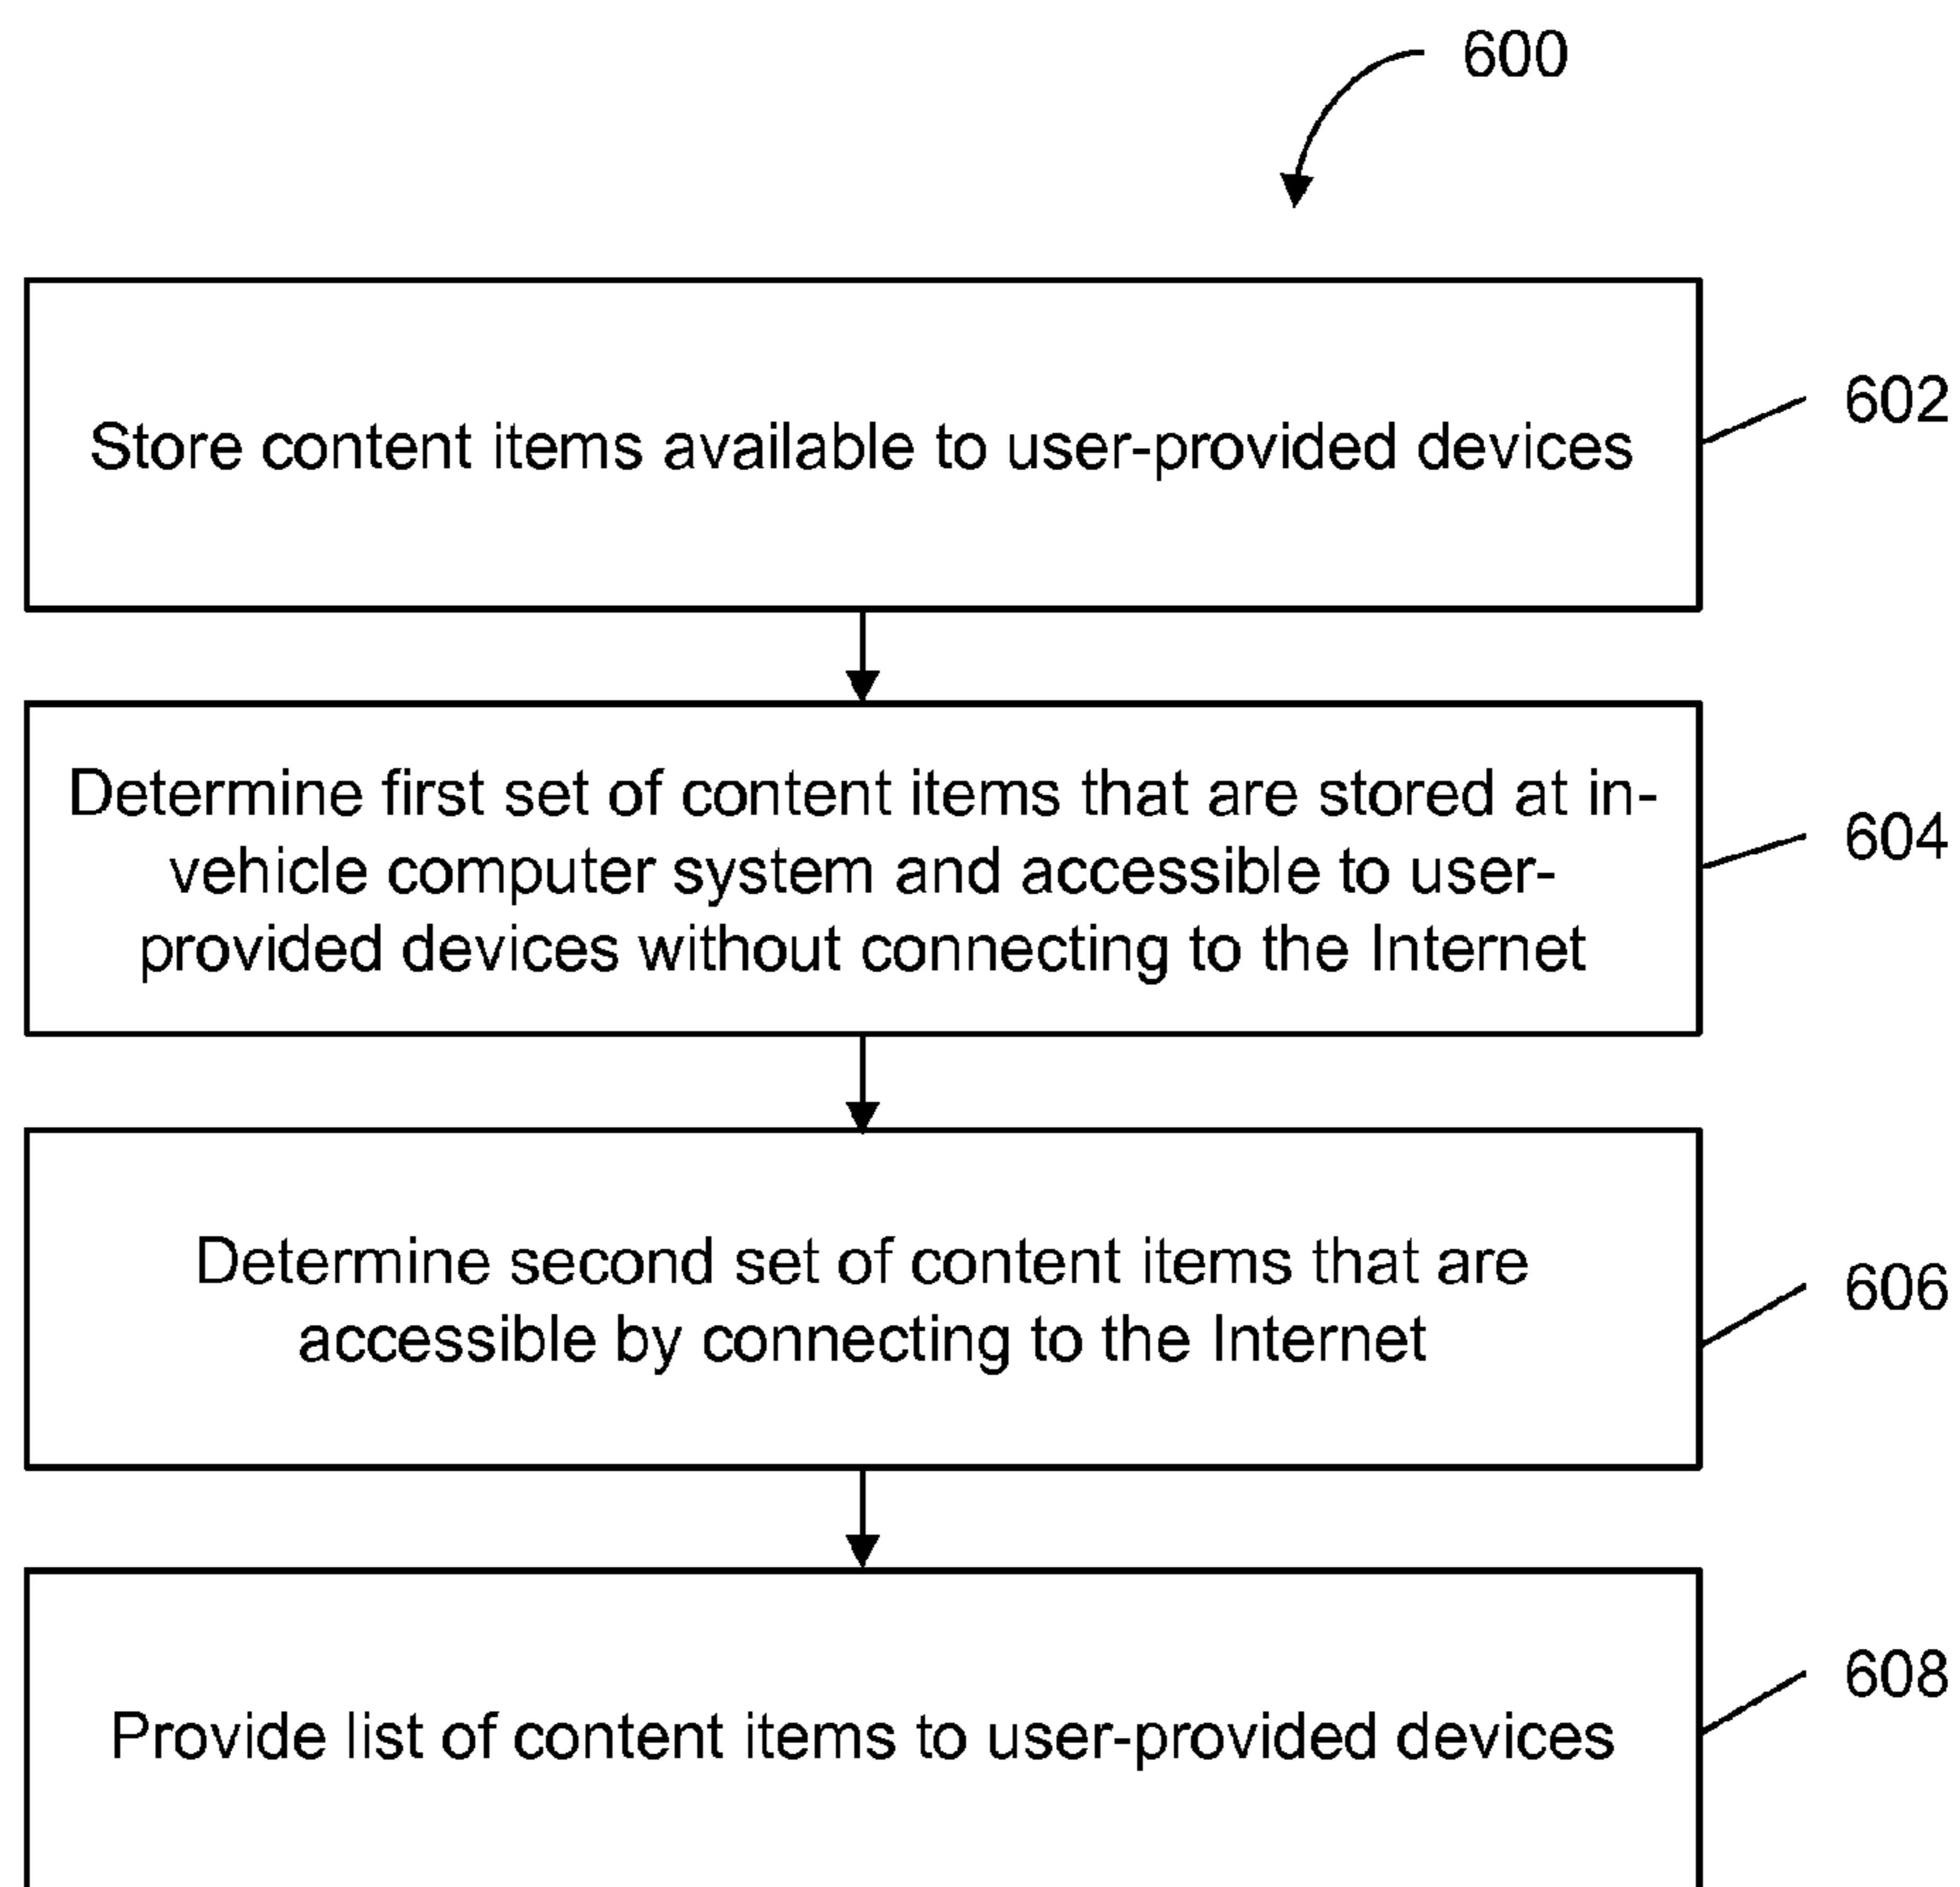 600
Store content items available to user-provided devices
602
Determine first set of content items that are stored at in-
vehicle computer system and accessible to user-
provided devices without connecting to the Internet
604
Determine second set of content items that are
accessible by connecting to the Internet
606
Provide list of content items to user-provided devices
608